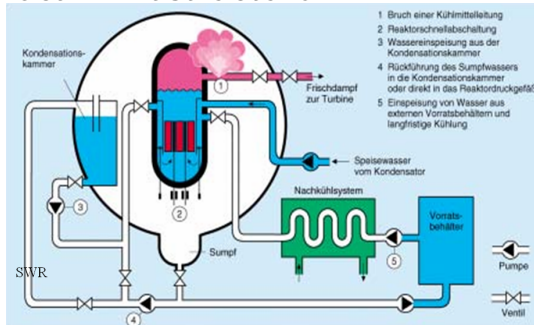 1 Bruch einer Kühlmittelleitung
2 Reaktorschnellabschaltung
3 Wassereinspeisung aus der
Kondensationskammer
4 Rückführung des Sumpfwassers
in die Kondensationskammer
oder direkt in das Reaktordruckgefäß
5 Einspeisung von Wasser aus
externen Vorratsbehältern und
langfristige Kühlung
Kondensations-
kammer
1
Frischdampf
zur Turbine
Speisewasser
vom Kondensator
2
3
Nachkühlsystem
Vorrats-
behälter
Sumpf
5
Pumpe
SWR
4
Ventil